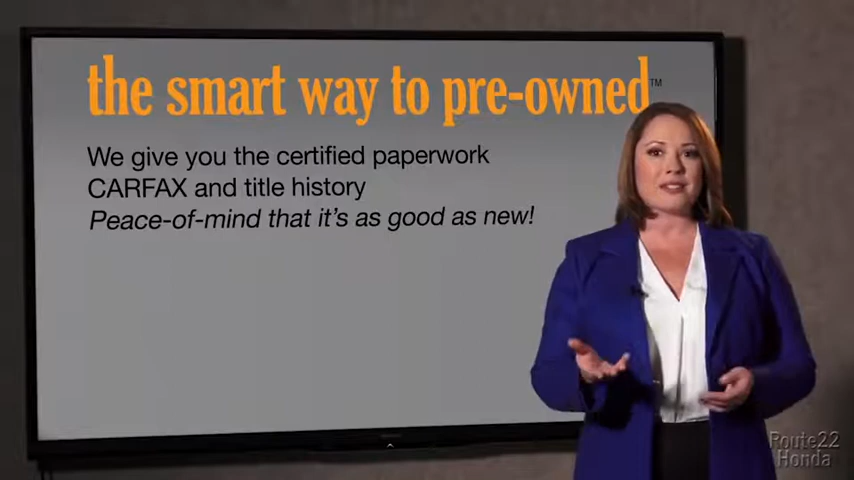 the smart way to pre-owned™
We give you the certified paperwork
CARFAX and title history
Peace-of-mind that it's as good as new!
Route22
Honda